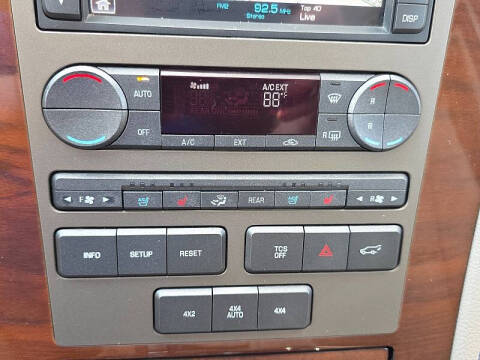 FM2 92.5 MHz Top 40
Stereo Live
DISP
AUTO A/C EXT
88°F R
OFF R R
A/C EXT
F REAR R
INFO SETUP RESET TCS OFF
4X2 4X4 AUTO 4X4